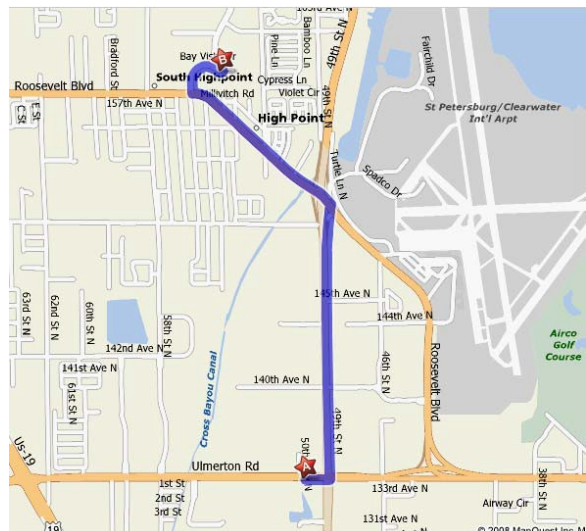 103rd Ave N
Bay Vista Dr
B
Bradford St
Pine Ln
Bamboo Ln
49th St N
Fairchild Dr
South Highpoint
Cypress Ln
Roosevelt Blvd
Millvitch Rd
Violet Cir
157th Ave N
E St
C St
49th St N
St Petersburg/Clearwater
Int'l Arpt
High Point
Turtle Ln N
Spadco Dr
145th Ave N
63rd St N
62nd St N
60th St N
58th St N
144th Ave N
Airco
Golf
Course
142nd Ave N
141st Ave N
46th St N
Roosevelt Blvd
140th Ave N
61st St N
Cross Bayou Canal
49th St N
50th
N
A
US-19
Ulmerton Rd
1st St
2nd St
3rd St
133rd Ave N
38th St N
Airway Cir
131st Ave N
19
© 2008 MapQuest Inc.